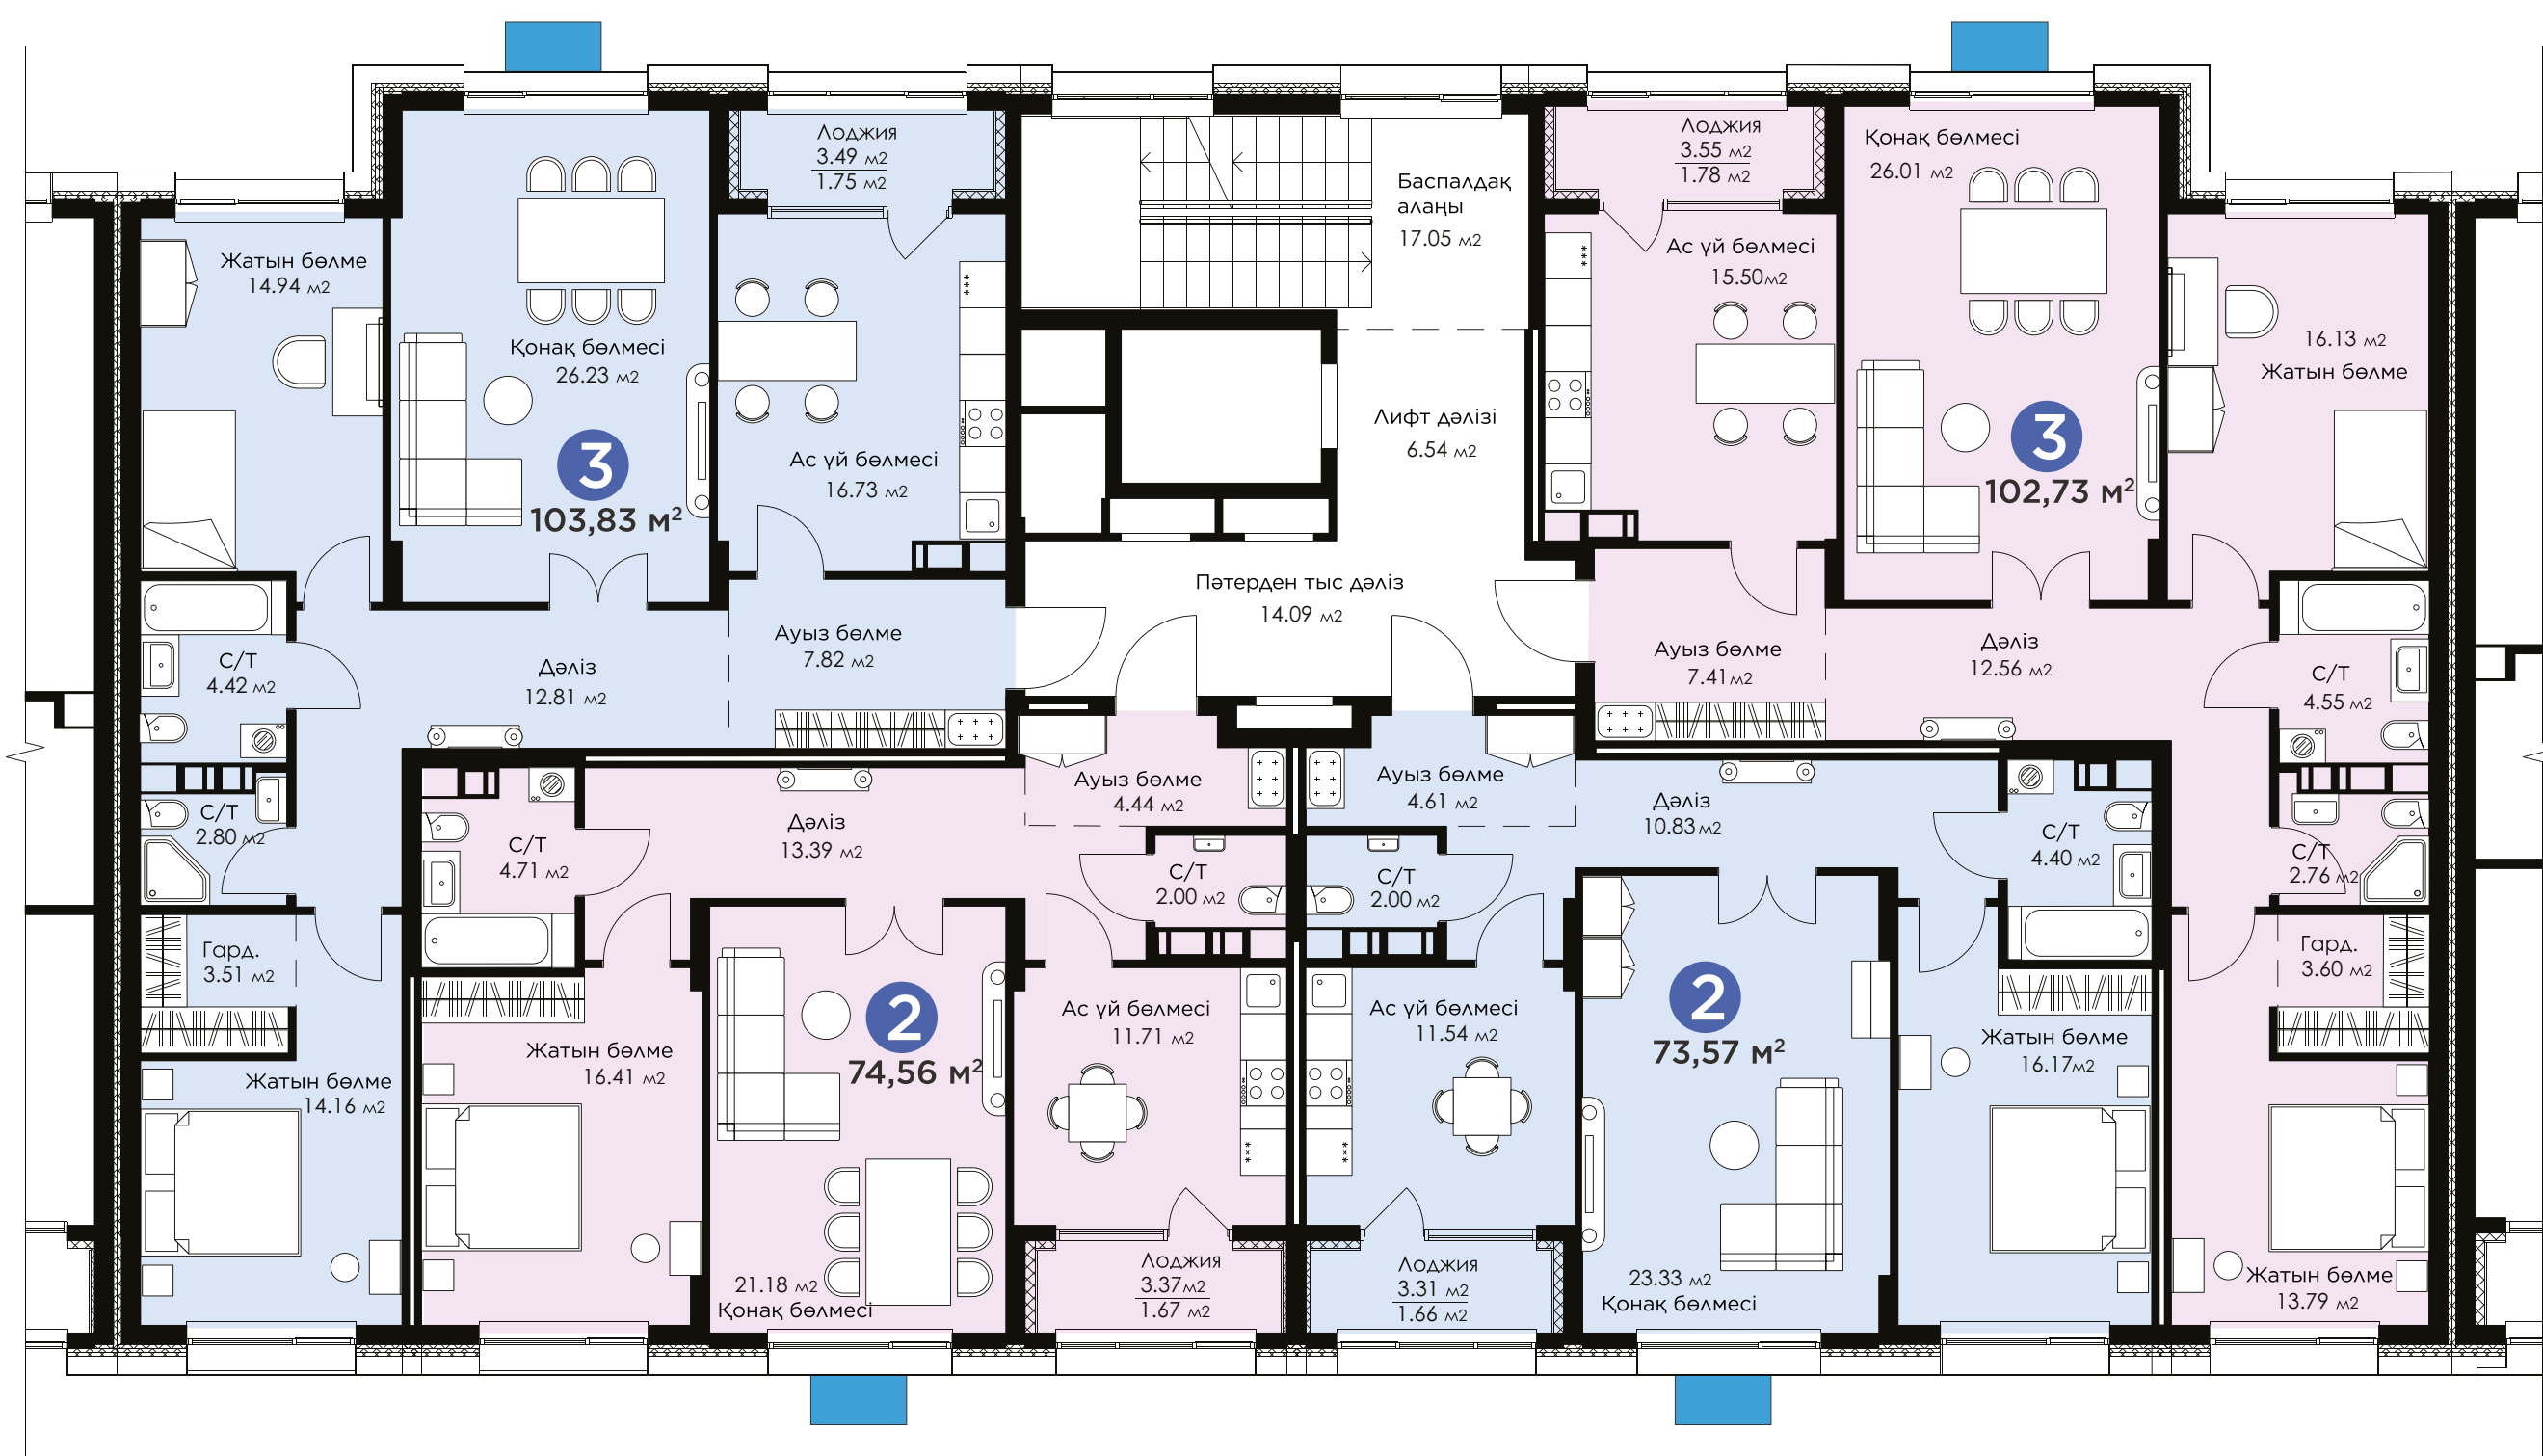 Лоджия
3.49 м2
1.75 м2
Жатын бөлме
14.94 м2
Қонақ бөлмесі
26.23 м2
3
103,83 м²
Ас үй бөлмесі
16.73 м2
***
С/Т
4.42 м2
Дәліз
12.81 м2
Ауыз бөлме
7.82 м2
С/Т
2.80 м2
Гард.
3.51 м2
Жатын бөлме
14.16 м2
Баспалдақ
алаңы
17.05 м2
Лифт дәлізі
6.54 м2
Пәтерден тыс дәліз
14.09 м2
Лоджия
3.55 м2
1.78 м2
Қонақ бөлмесі
26.01 м2
***
Ас үй бөлмесі
15.50м2
16.13 м2
Жатын бөлме
3
102,73 м²
Ауыз бөлме
7.41м2
Дәліз
12.56 м2
С/Т
4.55 м2
С/Т
2.76 м2
Гард.
3.60 м2
Жатын бөлме
13.79 м2
С/Т
4.71 м2
Дәліз
13.39 м2
Ауыз бөлме
4.44 м2
С/Т
2.00 м2
Жатын бөлме
16.41 м2
2
74,56 м²
21.18 м2
Қонақ бөлмесі
Ас үй бөлмесі
11.71 м2
***
Лоджия
3.37м2
1.67 м2
Ауыз бөлме
4.61 м2
Дәліз
10.83м2
С/Т
4.40 м2
С/Т
2.00 м2
Ас үй бөлмесі
11.54 м2
***
2
73,57 м²
23.33 м2
Қонақ бөлмесі
Жатын бөлме
16.17м2
Лоджия
3.31 м2
1.66 м2